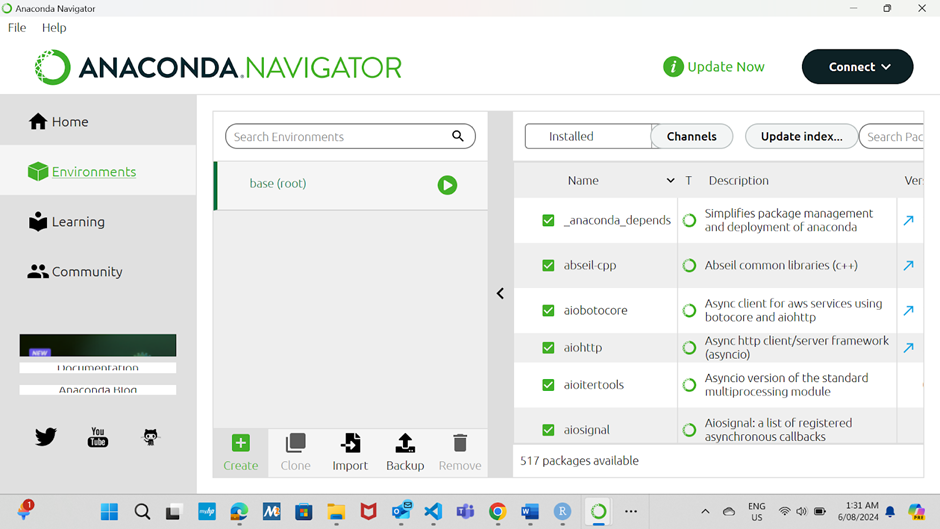 Anaconda Navigator
File Help
ANACONDA.NAVIGATOR
i Update Now
Connect
Home
Environments
Learning
Community
NEW
Documentation
Anaconda Blog
You
Tube
Search Environments
base (root)
Create
Clone
Import
Backup
Remove
Installed
Channels
Update index...
Search Pac
Name T Description Ver
_anaconda_depends
Simplifies package management
and deployment of anaconda
abseil-cpp
Abseil common libraries (c++)
aiobotocore
Async client for aws services using
botocore and aiohttp
aiohttp
Async http client/server framework
(asyncio)
aioitertools
Asyncio version of the standard
multiprocessing module
aiosignal
Aiosignal: a list of registered
asynchronous callbacks
517 packages available
1
myhp
W
R
ENG
US
1:31 AM
6/08/2024
PRE